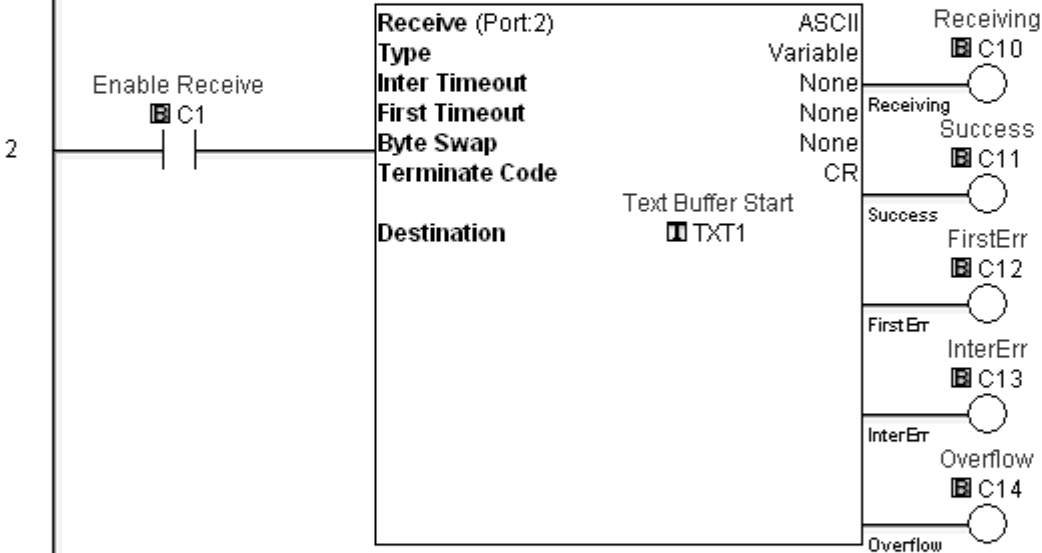 Receive (Port:2) ASCII
Type Variable
Inter Timeout None
First Timeout None
Byte Swap None
Terminate Code CR
Text Buffer Start
Destination T TXT1
2
Enable Receive
B C1
Receiving
B C10
Receiving
Success
B C11
Success
FirstErr
B C12
FirstErr
InterErr
B C13
InterErr
Overflow
B C14
Overflow